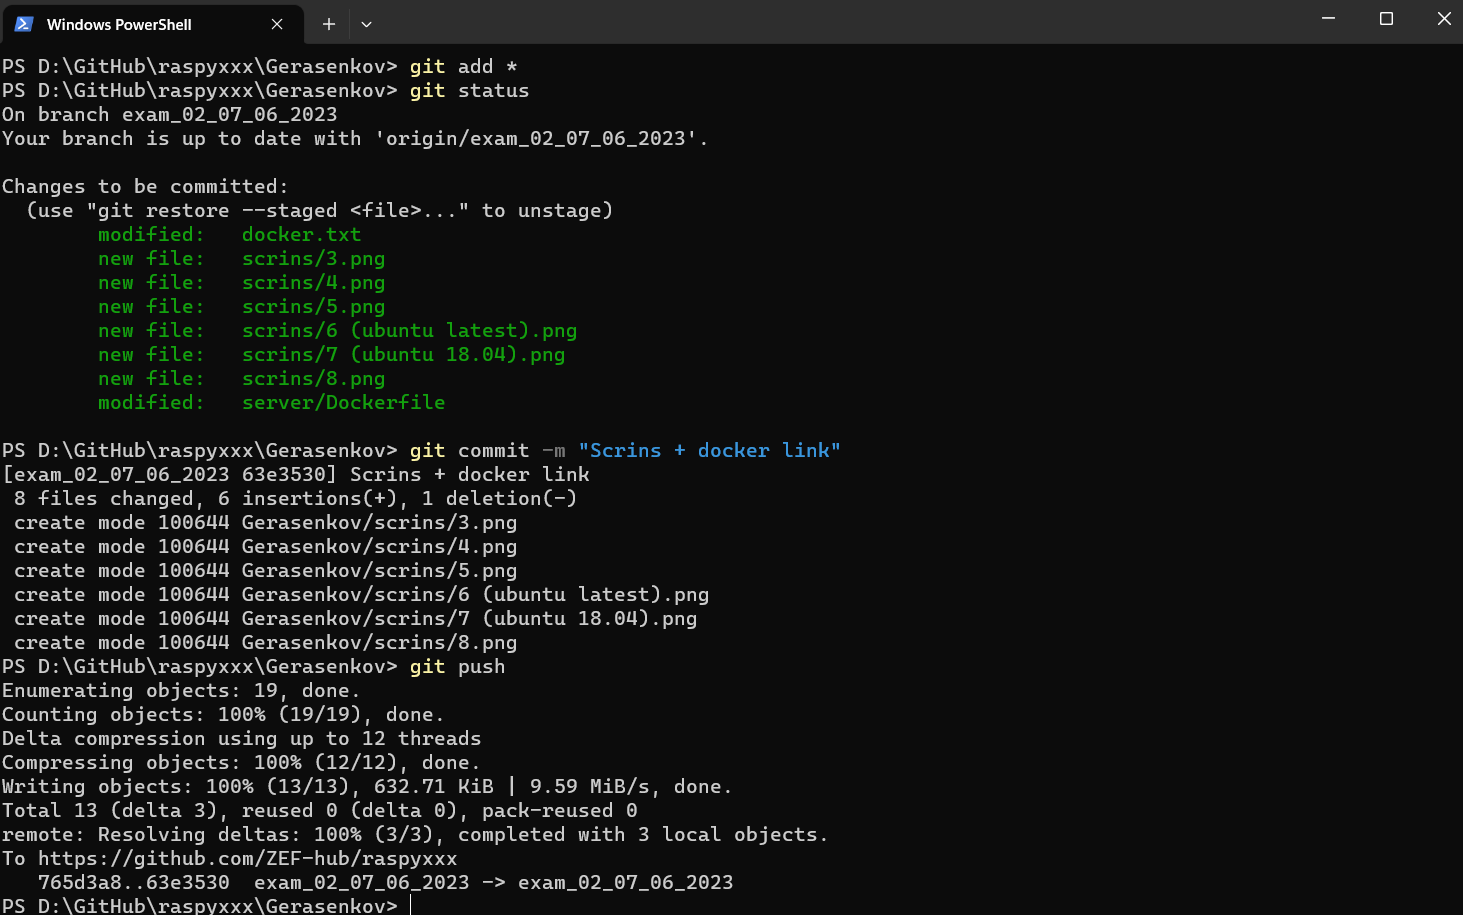 Windows PowerShell
PS D:\GitHub\raspyxxx\Gerasenkov> git add *
PS D:\GitHub\raspyxxx\Gerasenkov> git status
On branch exam_02_07_06_2023
Your branch is up to date with 'origin/exam_02_07_06_2023'.
Changes to be committed:
  (use "git restore --staged <file>..." to unstage)
        modified:   docker.txt
        new file:   scrins/3.png
        new file:   scrins/4.png
        new file:   scrins/5.png
        new file:   scrins/6 (ubuntu latest).png
        new file:   scrins/7 (ubuntu 18.04).png
        new file:   scrins/8.png
        modified:   server/Dockerfile
PS D:\GitHub\raspyxxx\Gerasenkov> git commit -m "Scrins + docker link"
[exam_02_07_06_2023 63e3530] Scrins + docker link
 8 files changed, 6 insertions(+), 1 deletion(-)
 create mode 100644 Gerasenkov/scrins/3.png
 create mode 100644 Gerasenkov/scrins/4.png
 create mode 100644 Gerasenkov/scrins/5.png
 create mode 100644 Gerasenkov/scrins/6 (ubuntu latest).png
 create mode 100644 Gerasenkov/scrins/7 (ubuntu 18.04).png
 create mode 100644 Gerasenkov/scrins/8.png
PS D:\GitHub\raspyxxx\Gerasenkov> git push
Enumerating objects: 19, done.
Counting objects: 100% (19/19), done.
Delta compression using up to 12 threads
Compressing objects: 100% (12/12), done.
Writing objects: 100% (13/13), 632.71 KiB | 9.59 MiB/s, done.
Total 13 (delta 3), reused 0 (delta 0), pack-reused 0
remote: Resolving deltas: 100% (3/3), completed with 3 local objects.
To https://github.com/ZEF-hub/raspyxxx
   765d3a8..63e3530  exam_02_07_06_2023 -> exam_02_07_06_2023
PS D:\GitHub\raspyxxx\Gerasenkov>